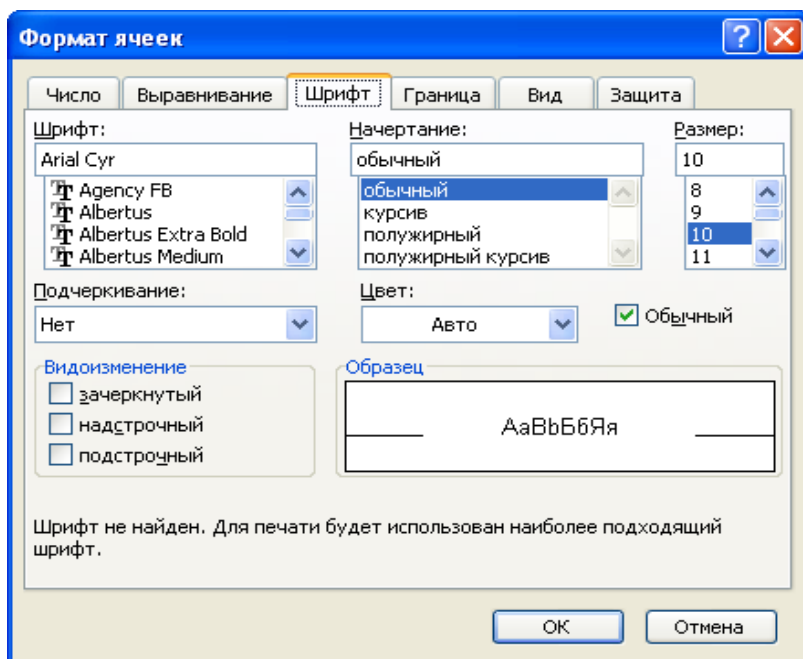 Формат ячеек
Число Выравнивание Шрифт Граница Вид Защита
Шрифт: Начертание: Размер:
Arial Cyr обычный 10
Agency FB обычный 8
Albertus курсив 9
Albertus Extra Bold полужирный 10
Albertus Medium полужирный курсив 11
Подчеркивание: Цвет:
Нет Авто Обычный
Видоизменение Образец
зачеркнутый
надстрочный AaBbБбЯя
подстрочный
Шрифт не найден. Для печати будет использован наиболее подходящий
шрифт.
ОК Отмена